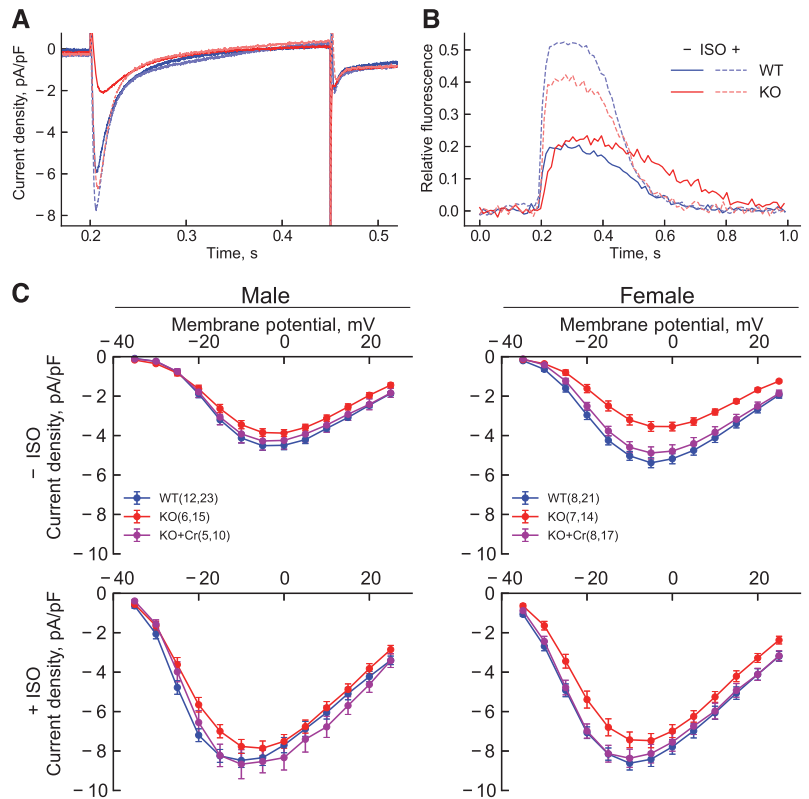 A
Current density, pA/pF
0
− 2
− 4
− 6
− 8
0.2 0.3 0.4 0.5
Time, s
B
Relative fluorescence
0.5
0.4
0.3
0.2
0.1
0.0
0.0 0.2 0.4 0.6 0.8 1.0
Time, s
− ISO +
WT
KO
C
Male
Membrane potential, mV
− 40 − 20 0 20
− ISO
Current density, pA/pF
0
− 2
− 4
− 6
− 8
− 10
WT(12,23)
KO(6,15)
KO+Cr(5,10)
Female
Membrane potential, mV
− 40 − 20 0 20
0
− 2
− 4
− 6
− 8
− 10
WT(8,21)
KO(7,14)
KO+Cr(8,17)
− 40 − 20 0 20
+ ISO
Current density, pA/pF
0
− 2
− 4
− 6
− 8
− 10
− 40 − 20 0 20
0
− 2
− 4
− 6
− 8
− 10